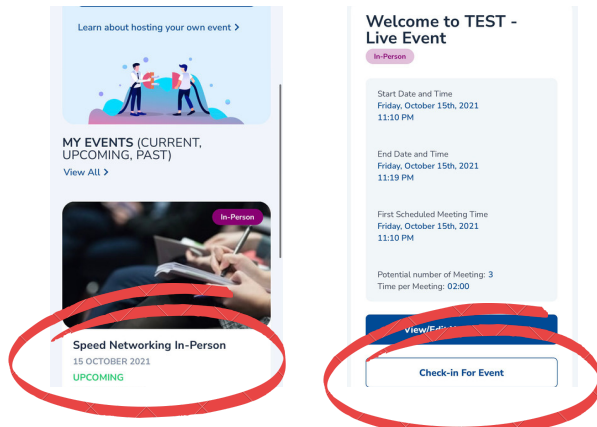 Learn about hosting your own event >
MY EVENTS (CURRENT,
UPCOMING, PAST)
View All >
In-Person
Speed Networking In-Person
15 OCTOBER 2021
UPCOMING
Welcome to TEST -
Live Event
In-Person
Start Date and Time
Friday, October 15th, 2021
11:10 PM
End Date and Time
Friday, October 15th, 2021
11:19 PM
First Scheduled Meeting Time
Friday, October 15th, 2021
11:10 PM
Potential number of Meeting: 3
Time per Meeting: 02:00
View/Edit
Check-in For Event